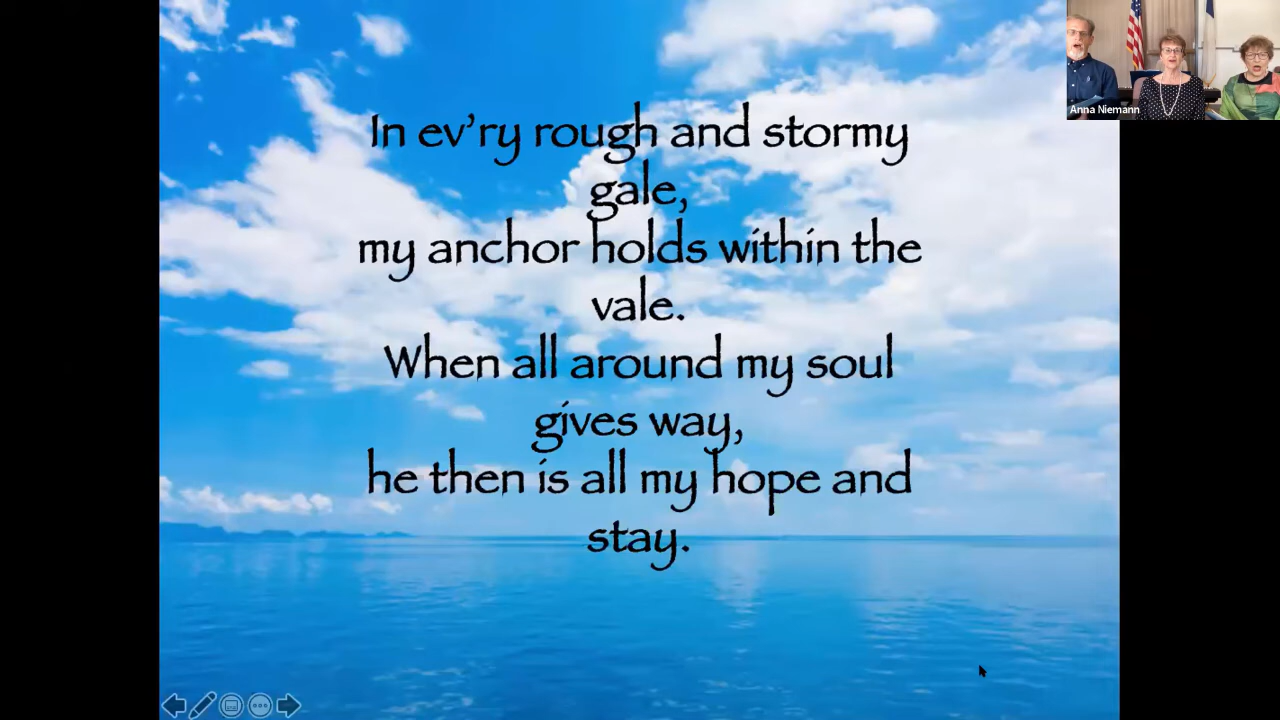 In ev’ry rough and stormy
gale,
my anchor holds within the
vale.
When all around my soul
gives way,
he then is all my hope and
stay.
Anna Niemann